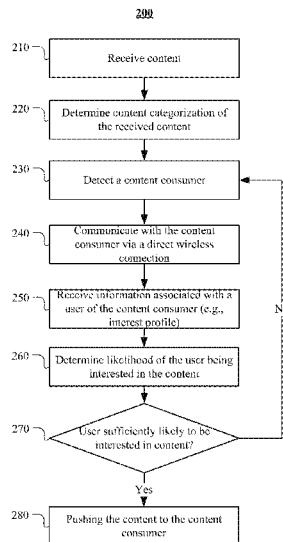 200
210
Receive content
220
Determine content categorization of
the received content
230
Detect a content consumer
240
Communicate with the content
consumer via a direct wireless
connection
250
Receive information associated with a
user of the content consumer (e.g.,
interest profile)
260
Determine likelihood of the user being
interested in the content
270
User sufficiently likely to be
interested in content?
N
Yes
280
Pushing the content to the content
consumer